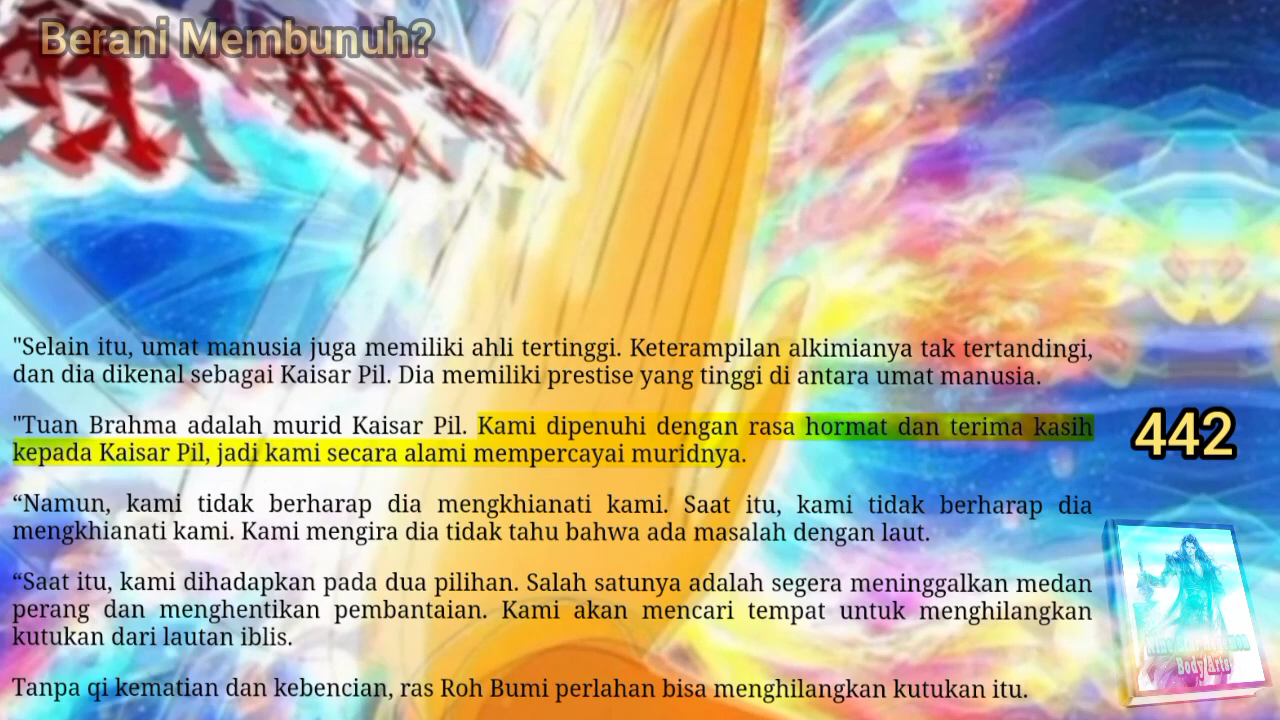 Berani Membunuh?
"Selain itu, umat manusia juga memiliki ahli tertinggi. Keterampilan alkimianya tak tertandingi,
dan dia dikenal sebagai Kaisar Pil. Dia memiliki prestise yang tinggi di antara umat manusia.
"Tuan Brahma adalah murid Kaisar Pil. Kami dipenuhi dengan rasa hormat dan terima kasih
kepada Kaisar Pil, jadi kami secara alami mempercayai muridnya.
442
“Namun, kami tidak berharap dia mengkhianati kami. Saat itu, kami tidak berharap dia
mengkhianati kami. Kami mengira dia tidak tahu bahwa ada masalah dengan laut.
“Saat itu, kami dihadapkan pada dua pilihan. Salah satunya adalah segera meninggalkan medan
perang dan menghentikan pembantaian. Kami akan mencari tempat untuk menghilangkan
kutukan dari lautan iblis.
Tanpa qi kematian dan kebencian, ras Roh Bumi perlahan bisa menghilangkan kutukan itu.
Body Arts